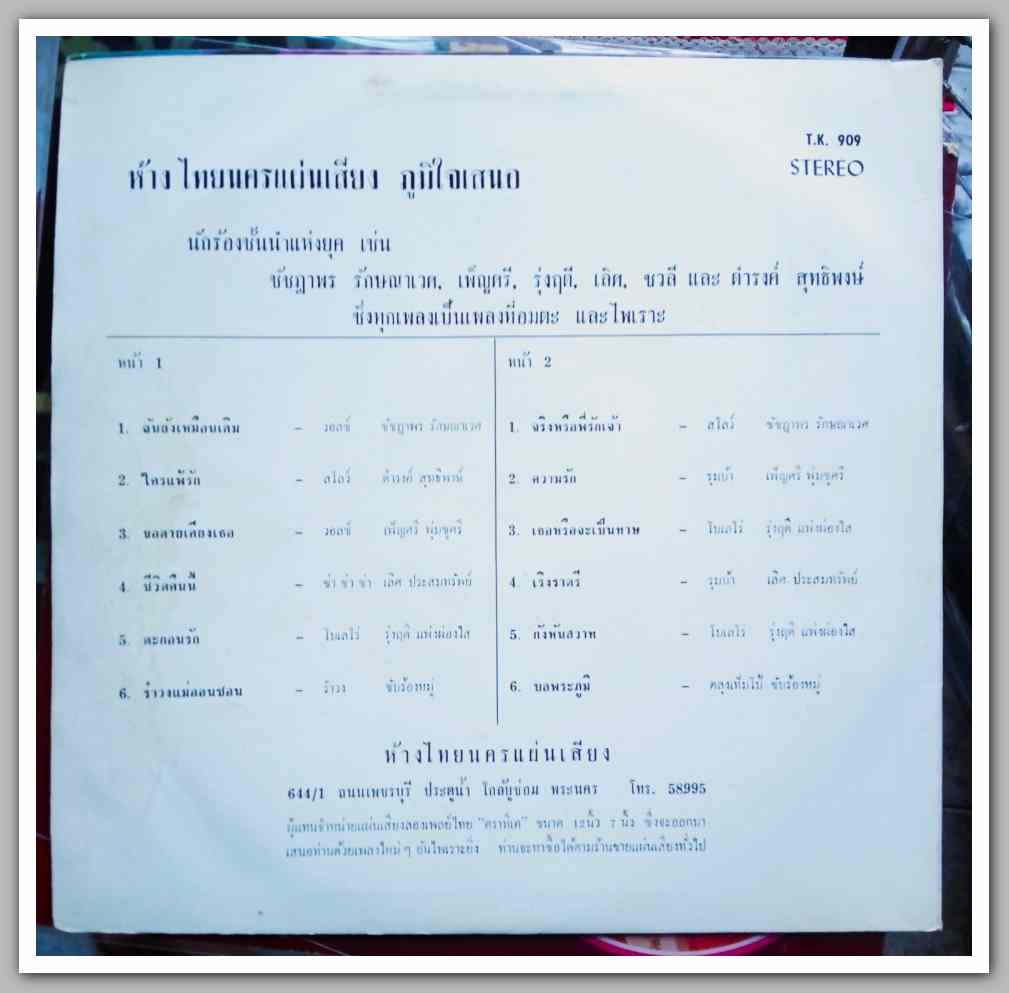 T.K. 909
STEREO
ห้าง ไทยนครแผ่นเสียง ภูมิใจเสนอ
นักร้องชั้นนำแห่งยุค เช่น
ชัชฎาพร รักษณาเวศ, เพ็ญศรี, รุ่งฤดี, เลิศ, ชวลี และ ดำรงค์ สุทธิพงษ์
ซึ่งทุกเพลงเป็นเพลงที่อมตะ และไพเราะ
หน้า 1
1. ฉันยังเหมือนเดิม – วอลซ์ ชัชฎาพร รักษณาเวศ
2. ใครแพ้รัก – สโลว์ ดำรงค์ สุทธิพงษ์
3. ขอตายเคียงเธอ – วอลซ์ เพ็ญศรี พุ่มชูศรี
4. ชีวิตคืนนี้ – ช่า ช่า ช่า เลิศ ประสมทรัพย์
5. ตะกอนรัก – โบเลโร่ รุ่งฤดี แพ่งผ่องใส
6. รำวงแม่ฮ่องซอน – รำวง ขับร้องหมู่
หน้า 2
1. จริงหรือพี่รักเจ้า – สโลว์ ชัชฎาพร รักษณาเวศ
2. ความรัก – รุมบ้า เพ็ญศรี พุ่มชูศรี
3. เธอหรือจะเป็นทาษ – โบเลโร่ รุ่งฤดี แพ่งผ่องใส
4. เริงราตรี – รุมบ้า เลิศ ประสมทรัพย์
5. กังหันสวาท – โบเลโร่ รุ่งฤดี แพ่งผ่องใส
6. ขอพระภูมิ – ตลุงเท็มโป้ ขับร้องหมู่
ห้างไทยนครแผ่นเสียง
644/1 ถนนเพชรบุรี ประตูน้ำ ใกล้อู่ซ่อม พระนคร โทร. 58995
ผู้แทนจำหน่ายแผ่นเสียงลองเพลย์ไทย "ตราทีเค" ขนาด 12นิ้ว 7 นิ้ว ซึ่งจะออกมา
เสนอท่านด้วยเพลงใหม่ ๆ อันไพเราะยิ่ง ท่านจะหาซื้อได้ตามร้านขายแผ่นเสียงทั่วไป